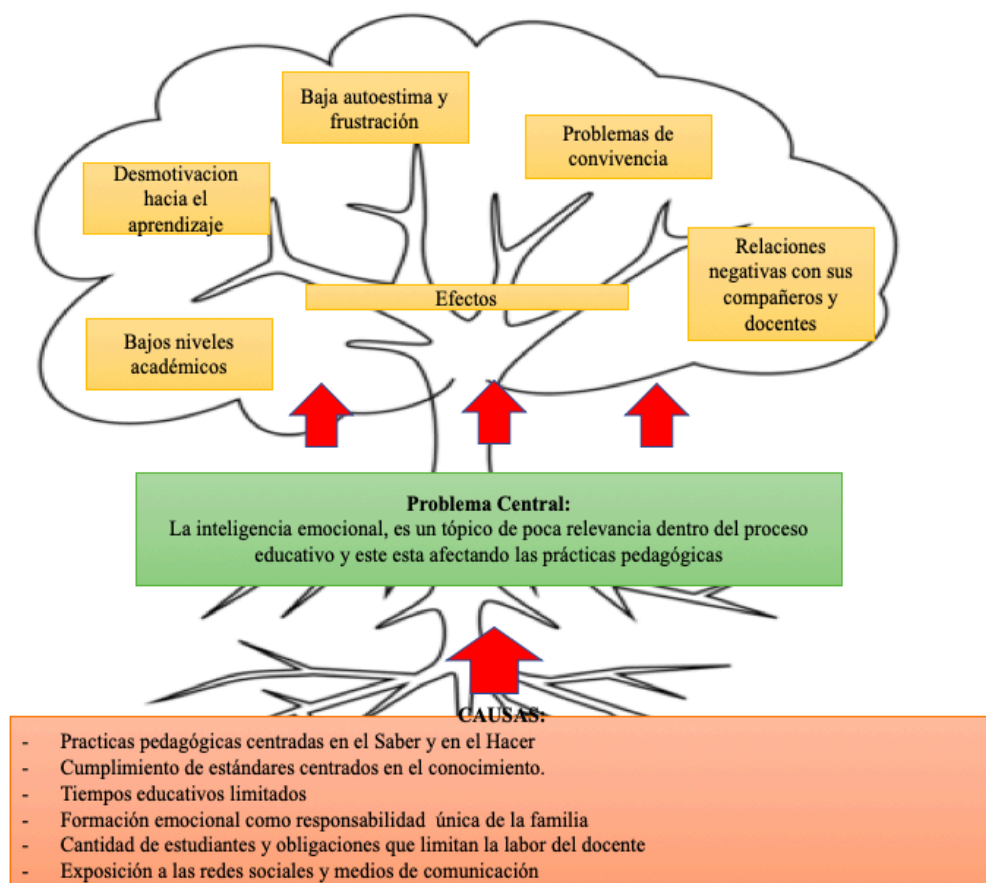 Baja autoestima y
frustración
Problemas de
convivencia
Desmotivacion
hacia el
aprendizaje
Relaciones
negativas con sus
compañeros y
docentes
Efectos
Bajos niveles
académicos
Problema Central:
La inteligencia emocional, es un tópico de poca relevancia dentro del proceso
educativo y este esta afectando las prácticas pedagógicas
CAUSAS:
- Practicas pedagógicas centradas en el Saber y en el Hacer
- Cumplimiento de estándares centrados en el conocimiento.
- Tiempos educativos limitados
- Formación emocional como responsabilidad única de la familia
- Cantidad de estudiantes y obligaciones que limitan la labor del docente
- Exposición a las redes sociales y medios de comunicación